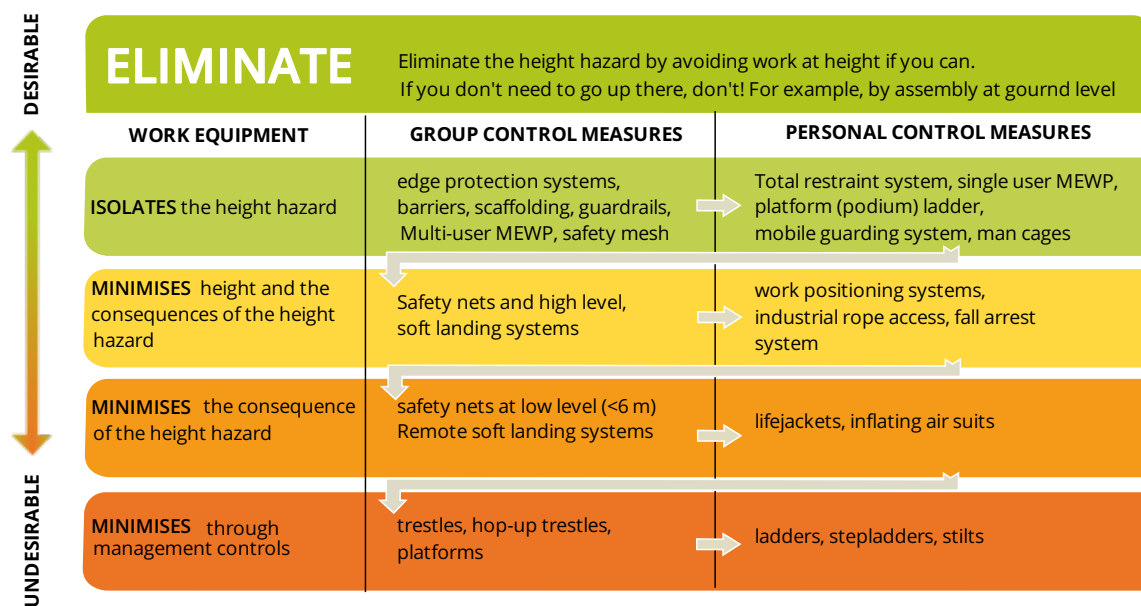 DESIRABLE
ELIMINATE
Eliminate the height hazard by avoiding work at height if you can.
If you don't need to go up there, don't! For example, by assembly at gournd level
WORK EQUIPMENT
GROUP CONTROL MEASURES
PERSONAL CONTROL MEASURES
ISOLATES the height hazard
edge protection systems,
barriers, scaffolding, guardrails,
Multi-user MEWP, safety mesh
Total restraint system, single user MEWP,
platform (podium) ladder,
mobile guarding system, man cages
MINIMISES height and the
consequences of the height
hazard
Safety nets and high level,
soft landing systems
work positioning systems,
industrial rope access, fall arrest
system
MINIMISES the consequence
of the height hazard
safety nets at low level (<6 m)
Remote soft landing systems
lifejackets, inflating air suits
MINIMISES through
management controls
trestles, hop-up trestles,
platforms
ladders, stepladders, stilts
UNDESIRABLE